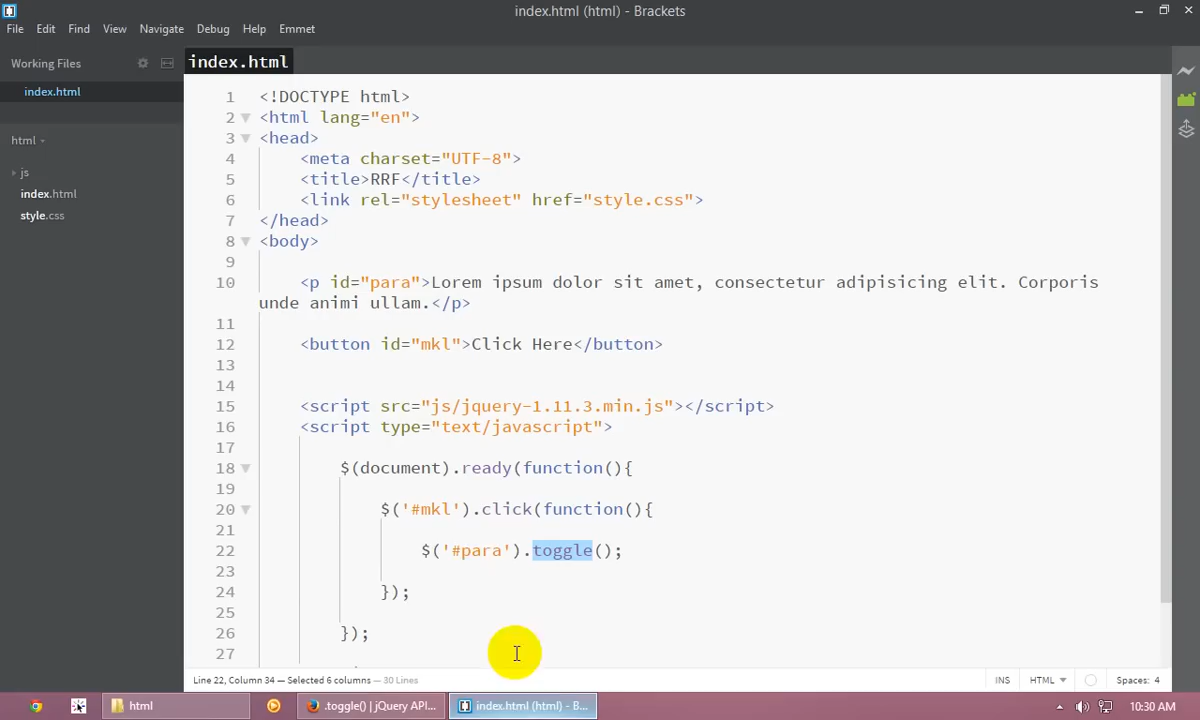 index.html (html) - Brackets
File Edit Find View Navigate Debug Help Emmet
Working Files
index.html
html
js
index.html
style.css
index.html
1 <!DOCTYPE html>
2 <html lang="en">
3 <head>
4 <meta charset="UTF-8">
5 <title>RRF</title>
6 <link rel="stylesheet" href="style.css">
7 </head>
8 <body>
9
10 <p id="para">Lorem ipsum dolor sit amet, consectetur adipisicing elit. Corporis
unde animi ullam.</p>
11
12 <button id="mkl">Click Here</button>
13
14
15 <script src="js/jquery-1.11.3.min.js"></script>
16 <script type="text/javascript">
17
18 $(document).ready(function(){
19
20 $('#mkl').click(function(){
21
22 $('#para').toggle();
23
24 });
25
26 });
27
Line 22, Column 34 — Selected 6 columns — 30 Lines
INS HTML Spaces: 4
html
.toggle() | jQuery API...
index.html (html) - B...
10:30 AM